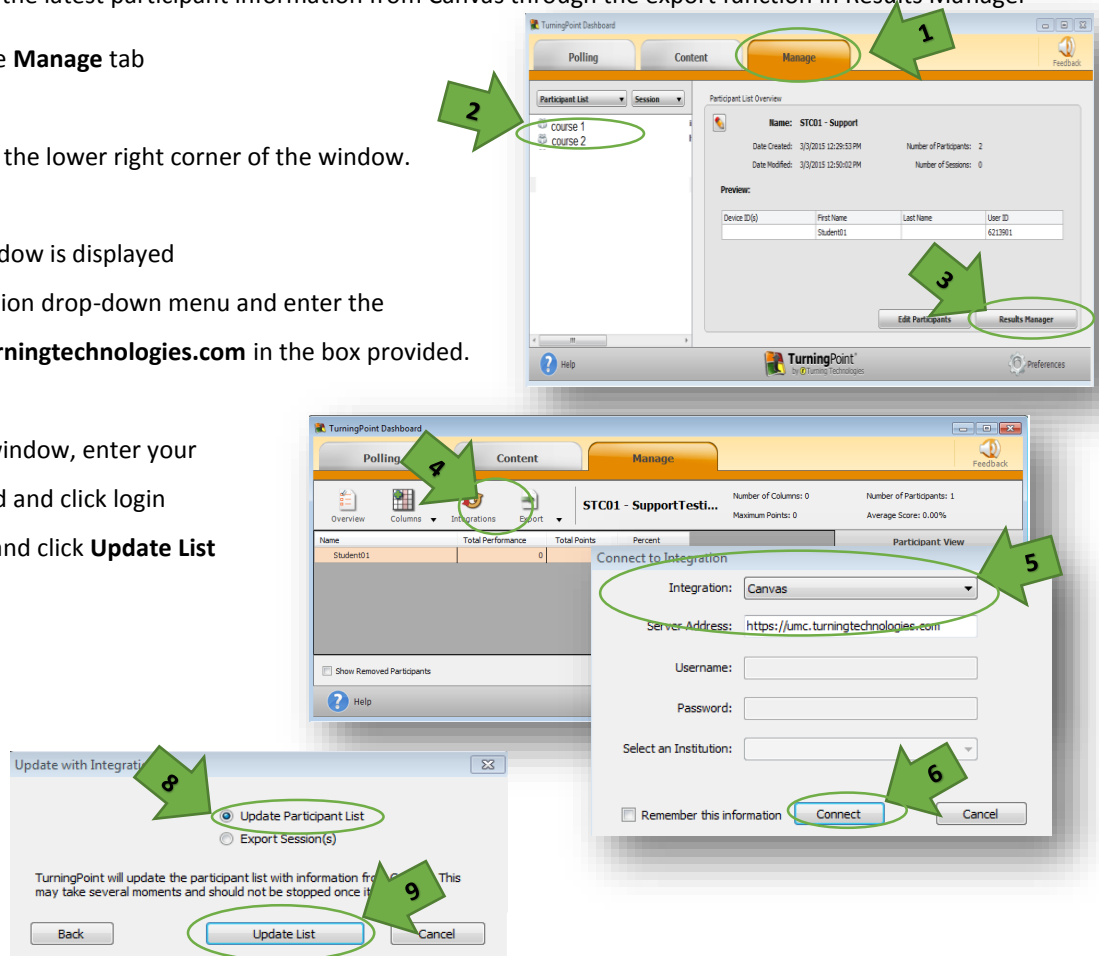 the latest participant information from Canvas through the export function in Results Manager
e Manage tab
the lower right corner of the window.
dow is displayed
ion drop-down menu and enter the
rningtechnologies.com in the box provided.
window, enter your
d and click login
and click Update List
TurningPoint Dashboard
1
Polling Content Manage
Feedback
2
Participant List Session
course 1
course 2
Participant List Overview
Name: STC01 - Support
Date Created: 3/3/2015 12:29:53 PM Number of Participants: 2
Date Modified: 3/3/2015 12:50:02 PM Number of Sessions: 0
Preview:
Device ID(s) First Name Last Name User ID
Student01 6213901
3
Edit Participants Results Manager
Help
TurningPoint
by Turning Technologies
Preferences
TurningPoint Dashboard
Polling Content Manage
Feedback
4
Overview Columns Integrations Export
STC01 - SupportTesti...
Number of Columns: 0 Number of Participants: 1
Maximum Points: 0 Average Score: 0.00%
Name Total Performance Total Points Percent Participant View
Student01 0
Show Removed Participants
Help
Connect to Integration
5
Integration: Canvas
Server Address: https://umc.turningtechnologies.com
Username:
Password:
Select an Institution:
6
Remember this information Connect Cancel
Update with Integrati
8
Update Participant List
Export Session(s)
TurningPoint will update the participant list with information fro This
may take several moments and should not be stopped once it
9
Back Update List Cancel